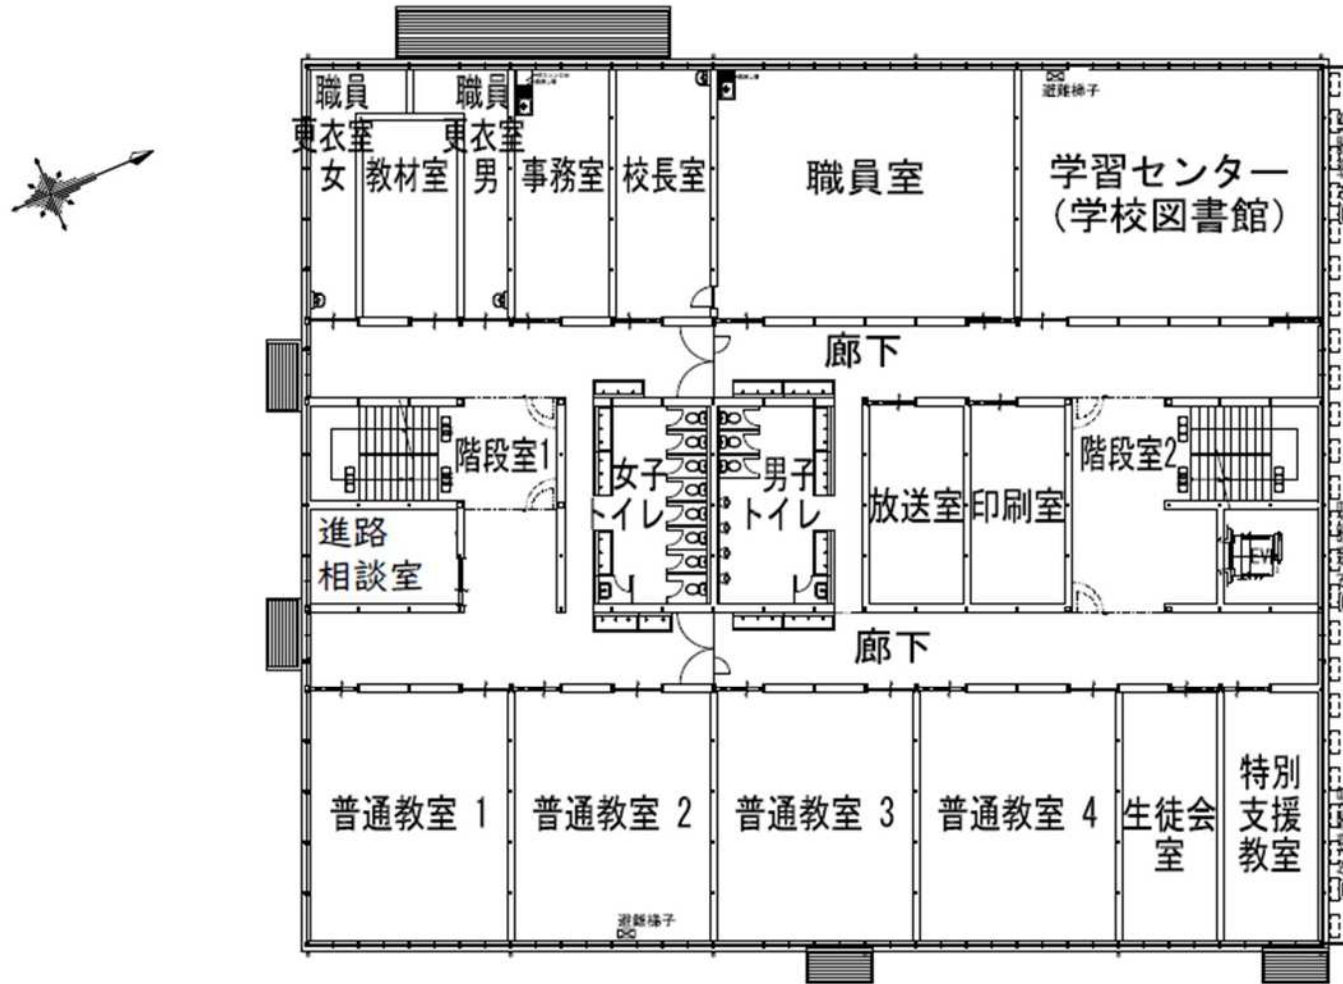 職員
更衣室
女
教材室
職員
更衣室
男
事務室
校長室
職員室
避難梯子
学習センター
(学校図書館)
廊下
階段室1
女子
トイレ
男子
トイレ
放送室
印刷室
階段室2
進路
相談室
EV
廊下
普通教室 1
普通教室 2
普通教室 3
普通教室 4
生徒会
室
特別
支援
教室
避難梯子